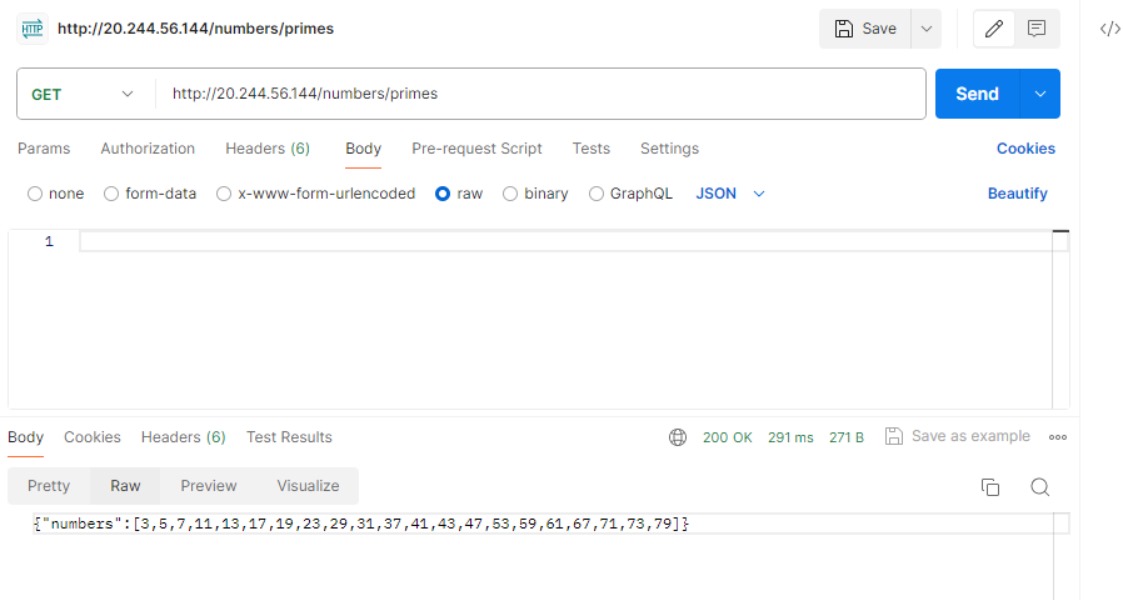 HTTP http://20.244.56.144/numbers/primes Save </>
GET http://20.244.56.144/numbers/primes Send
Params Authorization Headers (6) Body Pre-request Script Tests Settings Cookies
none form-data x-www-form-urlencoded raw binary GraphQL JSON Beautify
1
Body Cookies Headers (6) Test Results 200 OK 291 ms 271 B Save as example
Pretty Raw Preview Visualize
{"numbers":[3,5,7,11,13,17,19,23,29,31,37,41,43,47,53,59,61,67,71,73,79]}